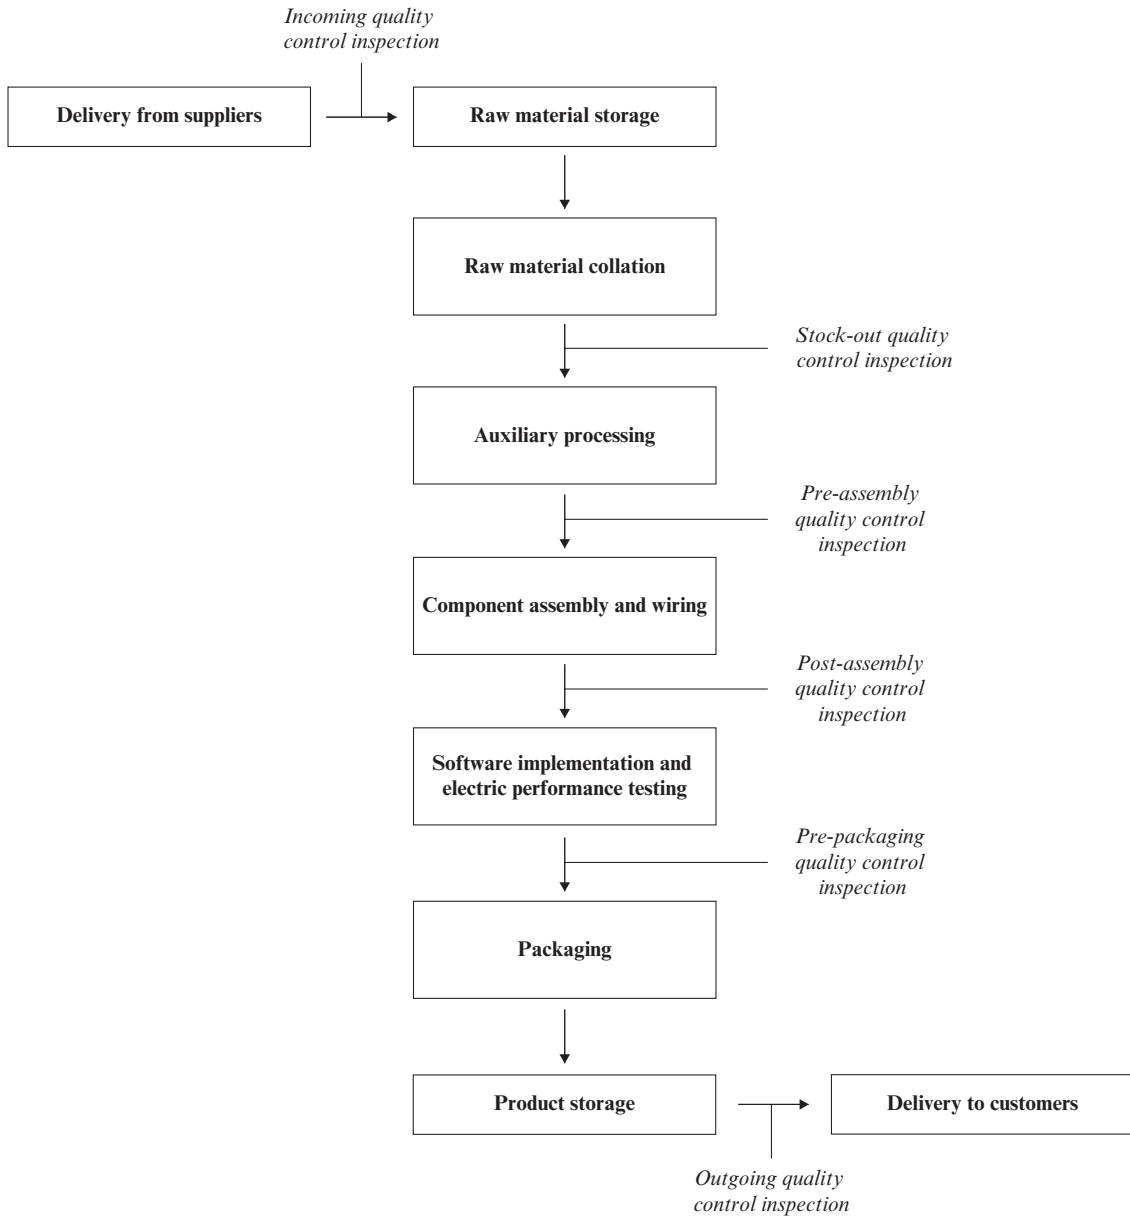 Incoming quality
control inspection
Delivery from suppliers
Raw material storage
Raw material collation
Stock-out quality
control inspection
Auxiliary processing
Pre-assembly
quality control
inspection
Component assembly and wiring
Post-assembly
quality control
inspection
Software implementation and
electric performance testing
Pre-packaging
quality control
inspection
Packaging
Product storage
Delivery to customers
Outgoing quality
control inspection